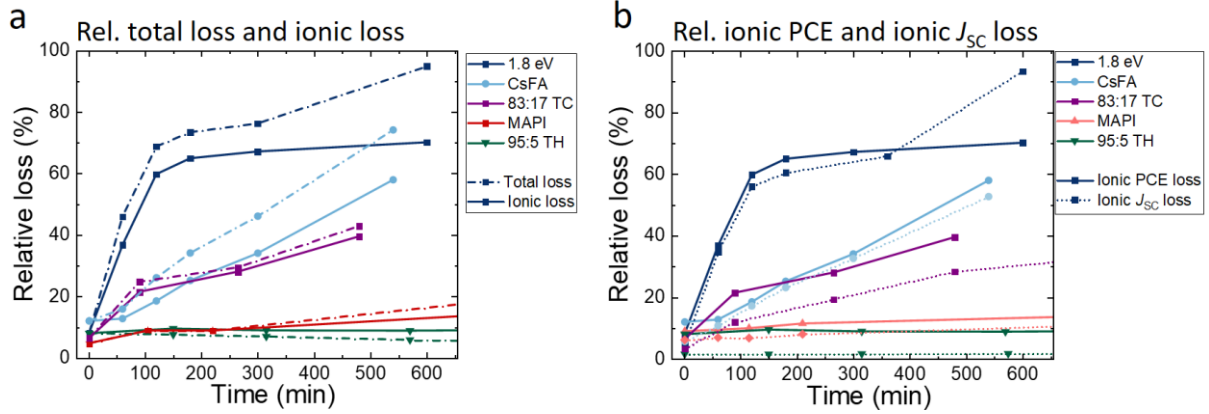 a
Rel. total loss and ionic loss
Relative loss (%)
100
80
60
40
20
0
0 100 200 300 400 500 600
Time (min)
1.8 eV
CsFA
83:17 TC
MAPI
95:5 TH
Total loss
Ionic loss
b
Rel. ionic PCE and ionic JSC loss
Relative loss (%)
100
80
60
40
20
0
0 100 200 300 400 500 600
Time (min)
1.8 eV
CsFA
83:17 TC
MAPI
95:5 TH
Ionic PCE loss
Ionic JSC loss